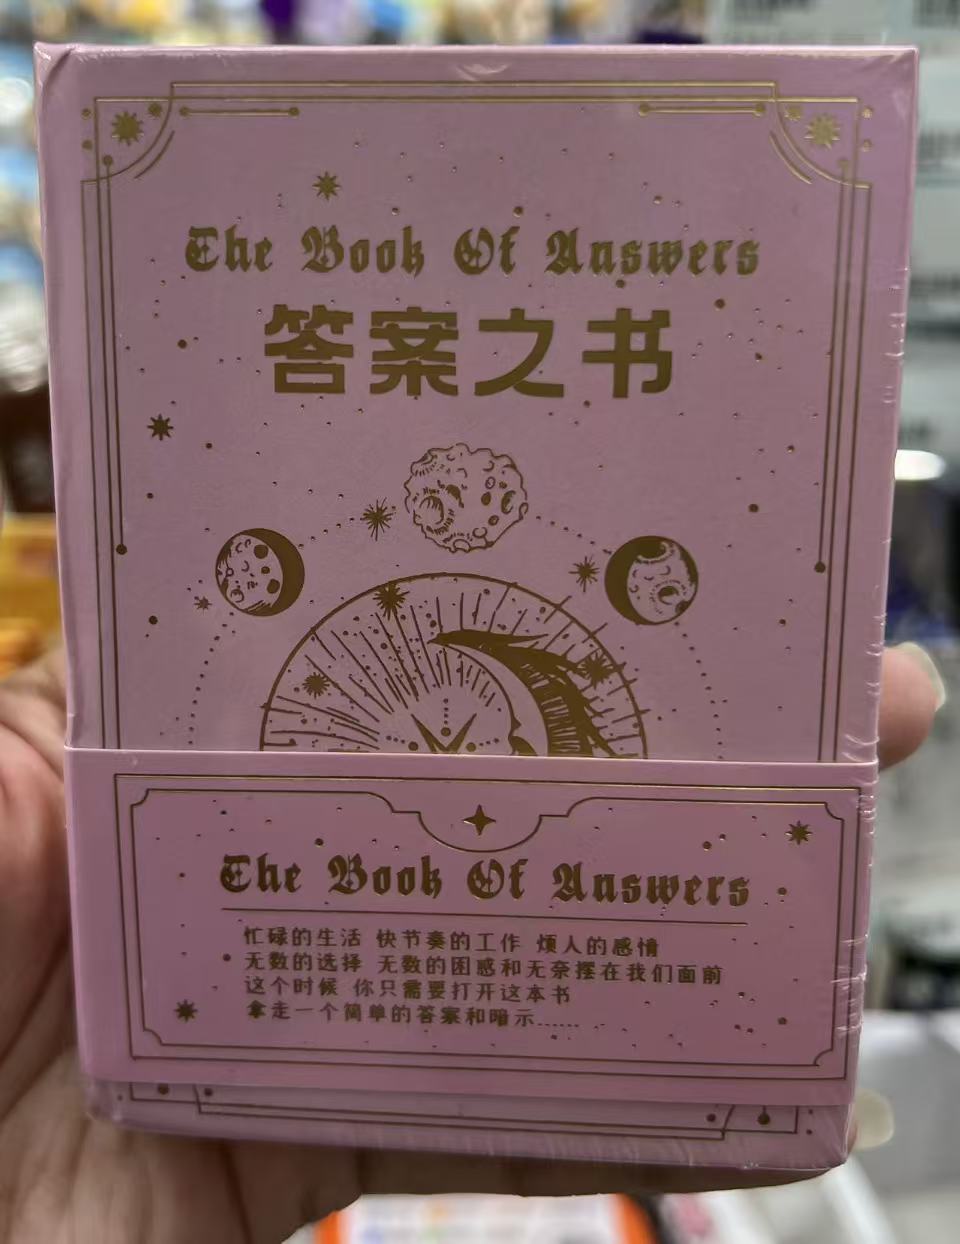 The Book Of Answers
答案之书
The Book Of Answers
忙碌的生活 快节奏的工作 烦人的感情
无数的选择 无数的困惑和无奈摆在我们面前
这个时候 你只需要打开这本书
拿走一个简单的答案和暗示......